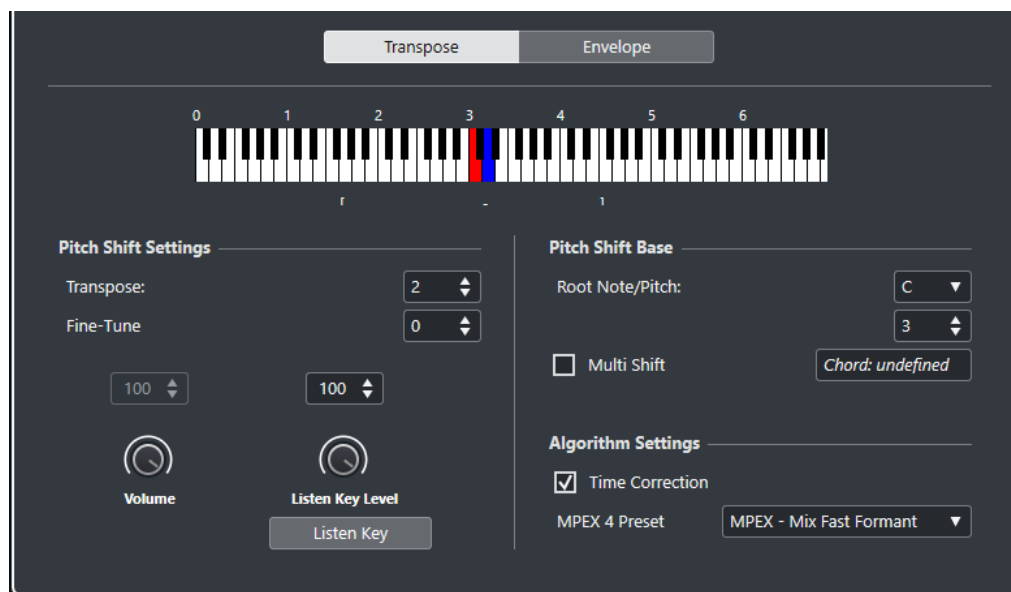 Transpose Envelope
0 1 2 3 4 5 6
Pitch Shift Settings
Transpose: 2
Fine-Tune 0
100 100
Volume Listen Key Level
Listen Key
Pitch Shift Base
Root Note/Pitch: C
3
Multi Shift Chord: undefined
Algorithm Settings
Time Correction
MPEX 4 Preset MPEX - Mix Fast Formant